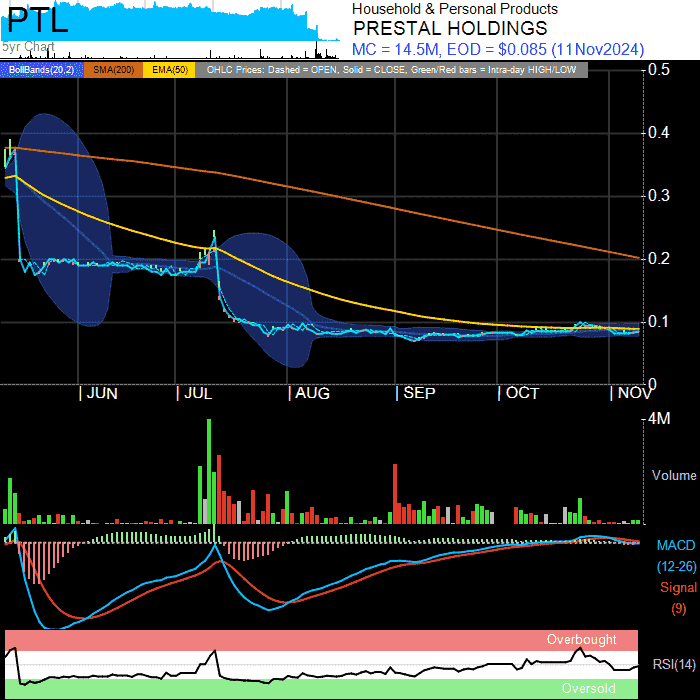 PTL
5yr Chart
Household & Personal Products
PRESTAL HOLDINGS
MC = 14.5M, EOD = $0.085 (11Nov2024)
BollBands(20,2) SMA(200) EMA(50) OHLC Prices: Dashed = OPEN, Solid = CLOSE, Green/Red bars = Intra-day HIGH/LOW
0.5
0.4
0.3
0.2
0.1
0
JUN JUL AUG SEP OCT NOV
4M
Volume
MACD
(12-26)
Signal
(9)
Overbought
RSI(14)
Oversold